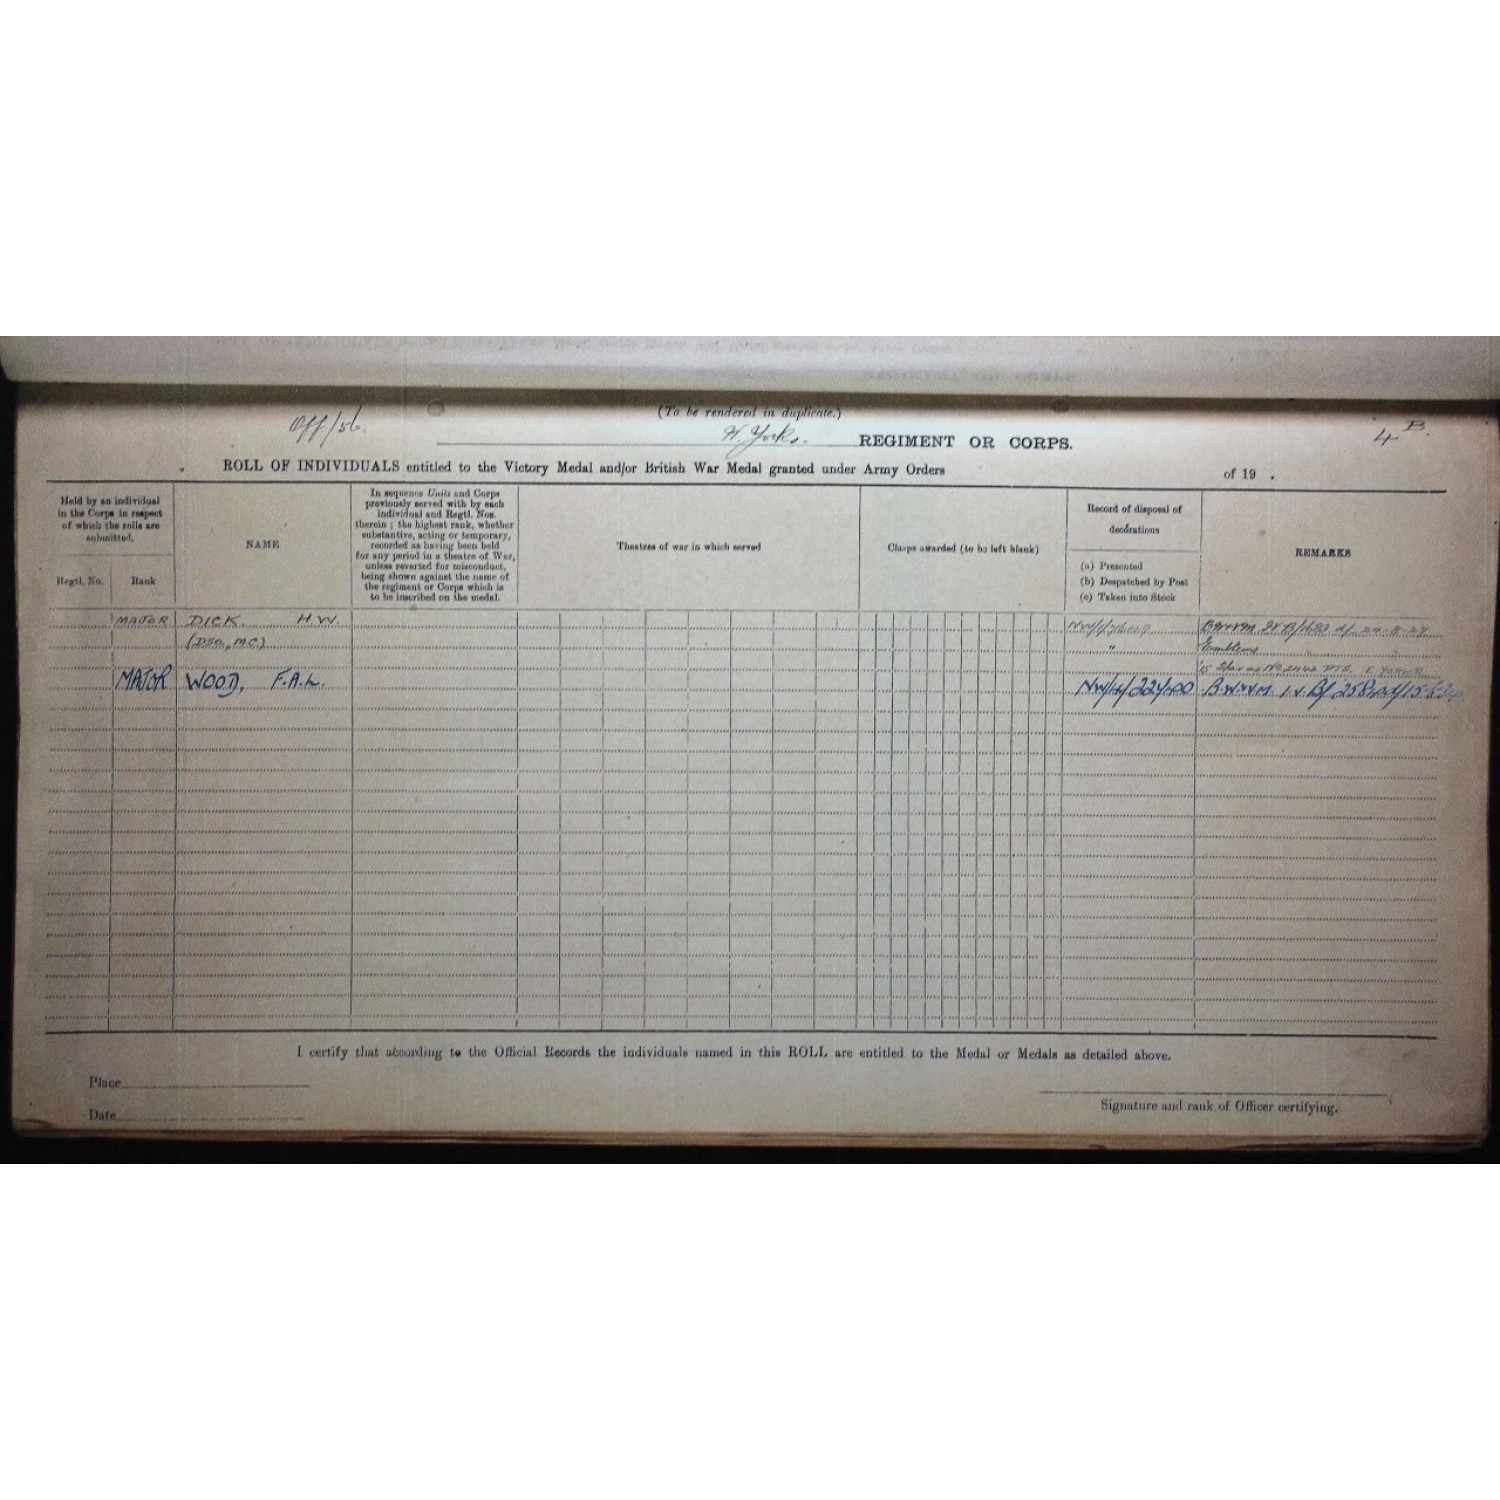 (To be rendered in duplicate.)
Off/56.
4 B.
W. Yorks. REGIMENT OR CORPS.
ROLL OF INDIVIDUALS entitled to the Victory Medal and/or British War Medal granted under Army Orders of 19 .
Held by an individual
in the Corps in respect
of which the rolls are
submitted.
Regtl. No. Rank
NAME
In sequence Units and Corps
previously served with by each
individual and Regtl. Nos.
therein ; the highest rank, whether
substantive, acting or temporary,
recorded as having been held
for any period in a theatre of War,
unless reverted for misconduct,
being shown against the name of
the regiment or Corps which is
to be inscribed on the medal.
Theatres of war in which served
Clasps awarded (to be left blank)
Record of disposal of
decorations
(a) Presented
(b) Despatched by Post
(c) Taken into Stock
REMARKS
MAJOR DICK. H.W.
(DSO., M.C.) " Emblems
'15 Star as No. 2442 PTE. E. YORK R.
MAJOR WOOD, F.A.L. B.W.&V.M. I.V.
I certify that according to the Official Records the individuals named in this ROLL are entitled to the Medal or Medals as detailed above.
Place
Date
Signature and rank of Officer certifying.